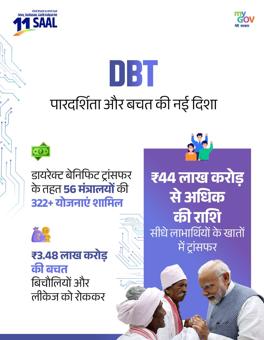 11 SAAL
my GOV
मेरी सरकार
DBT
पारदर्शिता और बचत की नई दिशा
डायरेक्ट बेनिफिट ट्रांसफर
के तहत 56 मंत्रालयों की
322+ योजनाएं शामिल
₹3.48 लाख करोड़
की बचत
बिचौलियों और
लीकेज को रोककर
₹44 लाख करोड़
से अधिक
की राशि
सीधे लाभार्थियों के खातों
में ट्रांसफर